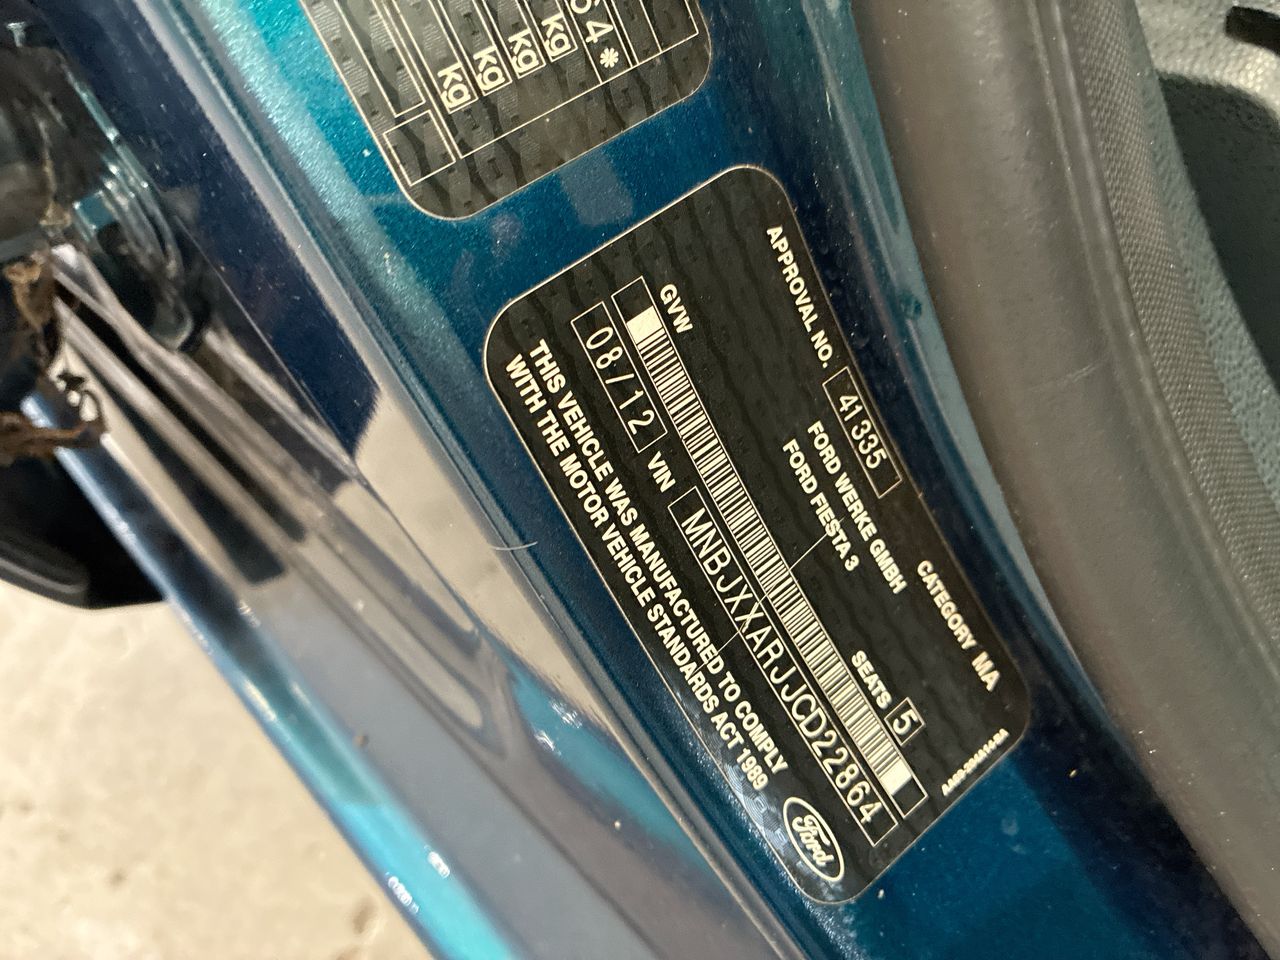 64*
kg
kg
kg
kg
APPROVAL NO. 41335 CATEGORY MA
FORD WERKE GMBH
FORD FIESTA 3
GVW SEATS 5
08/12 VIN MNBJXXARJJCD22864
THIS VEHICLE WAS MANUFACTURED TO COMPLY
WITH THE MOTOR VEHICLE STANDARDS ACT 1989
Ford